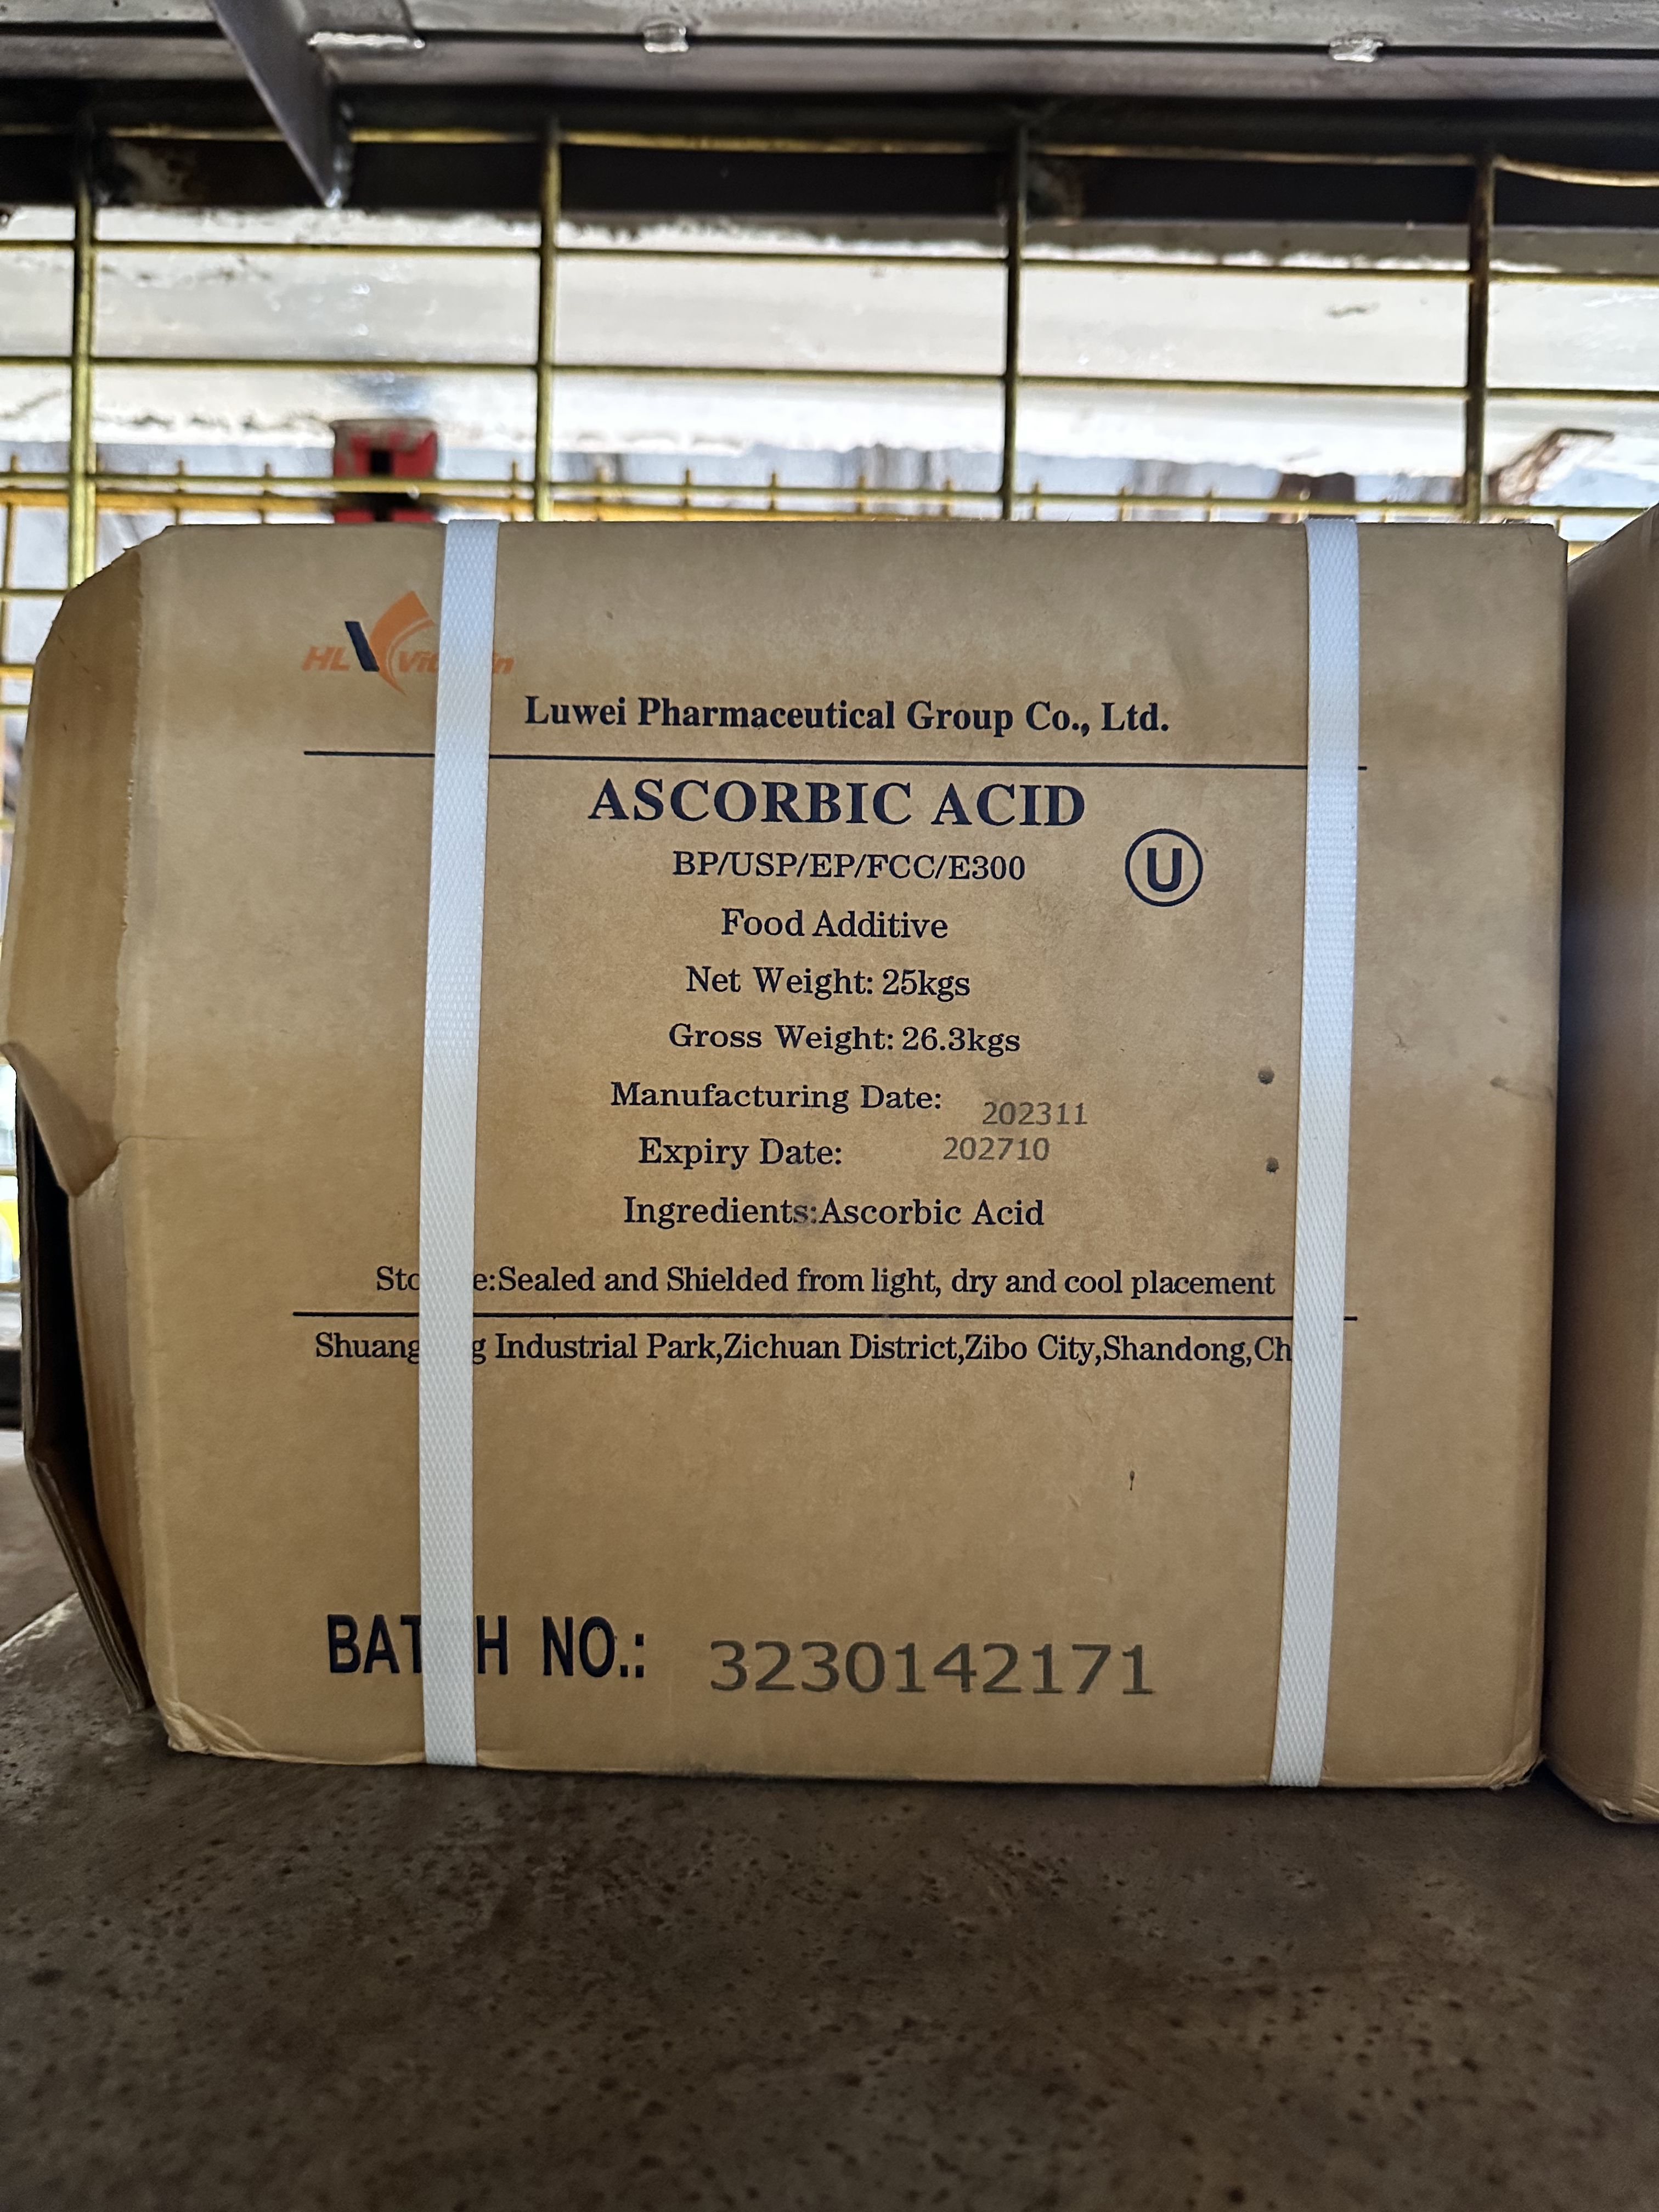 HL
Luwei Pharmaceutical Group Co., Ltd.
ASCORBIC ACID
BP/USP/EP/FCC/E300
U
Food Additive
Net Weight: 25kgs
Gross Weight: 26.3kgs
Manufacturing Date: 202311
Expiry Date: 202710
Ingredients:Ascorbic Acid
Sealed and Shielded from light, dry and cool placement
Industrial Park,Zichuan District,Zibo City,Shandong,
NO.: 3230142171